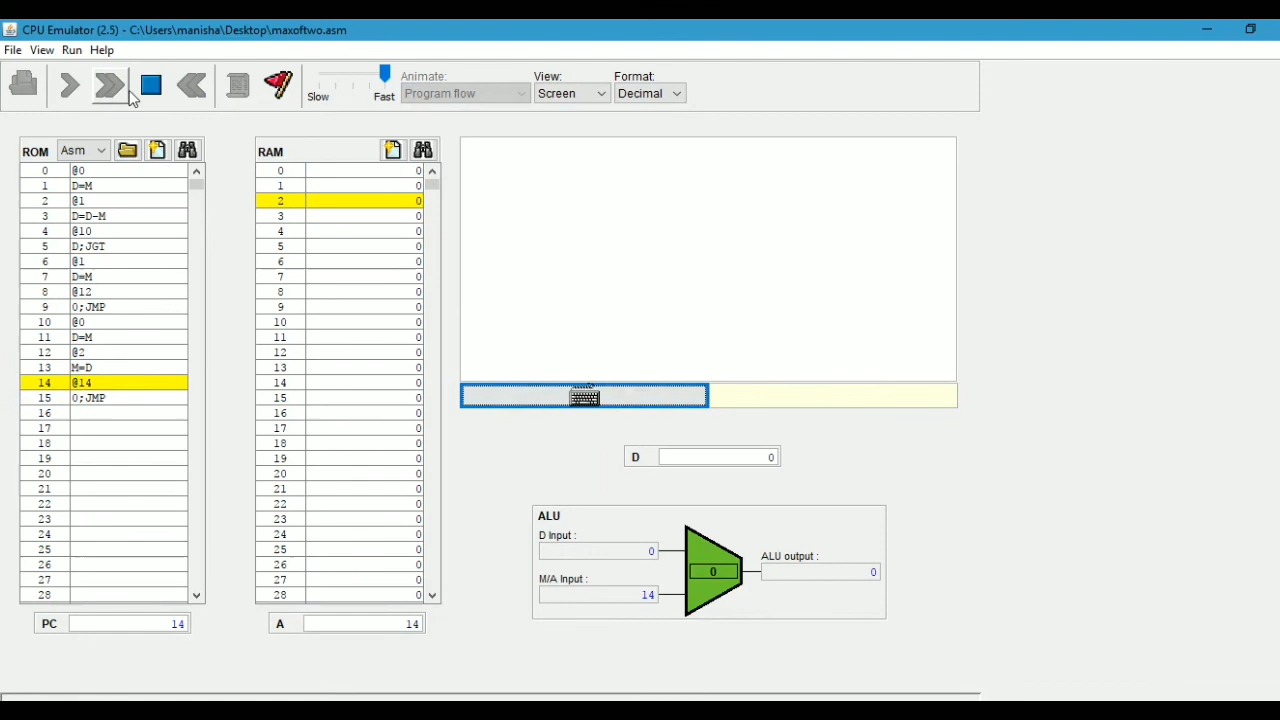 CPU Emulator (2.5) - C:\Users\manisha\Desktop\maxoftwo.asm
File View Run Help
Slow Fast
Animate: View: Format:
Program flow Screen Decimal
ROM Asm
0 @0
1 D=M
2 @1
3 D=D-M
4 @10
5 D;JGT
6 @1
7 D=M
8 @12
9 0;JMP
10 @0
11 D=M
12 @2
13 M=D
14 @14
15 0;JMP
16
17
18
19
20
21
22
23
24
25
26
27
28
PC 14
RAM
0 0
1 0
2 0
3 0
4 0
5 0
6 0
7 0
8 0
9 0
10 0
11 0
12 0
13 0
14 0
15 0
16 0
17 0
18 0
19 0
20 0
21 0
22 0
23 0
24 0
25 0
26 0
27 0
28 0
A 14
D 0
ALU
D Input :
0
M/A Input :
14
0
ALU output :
0